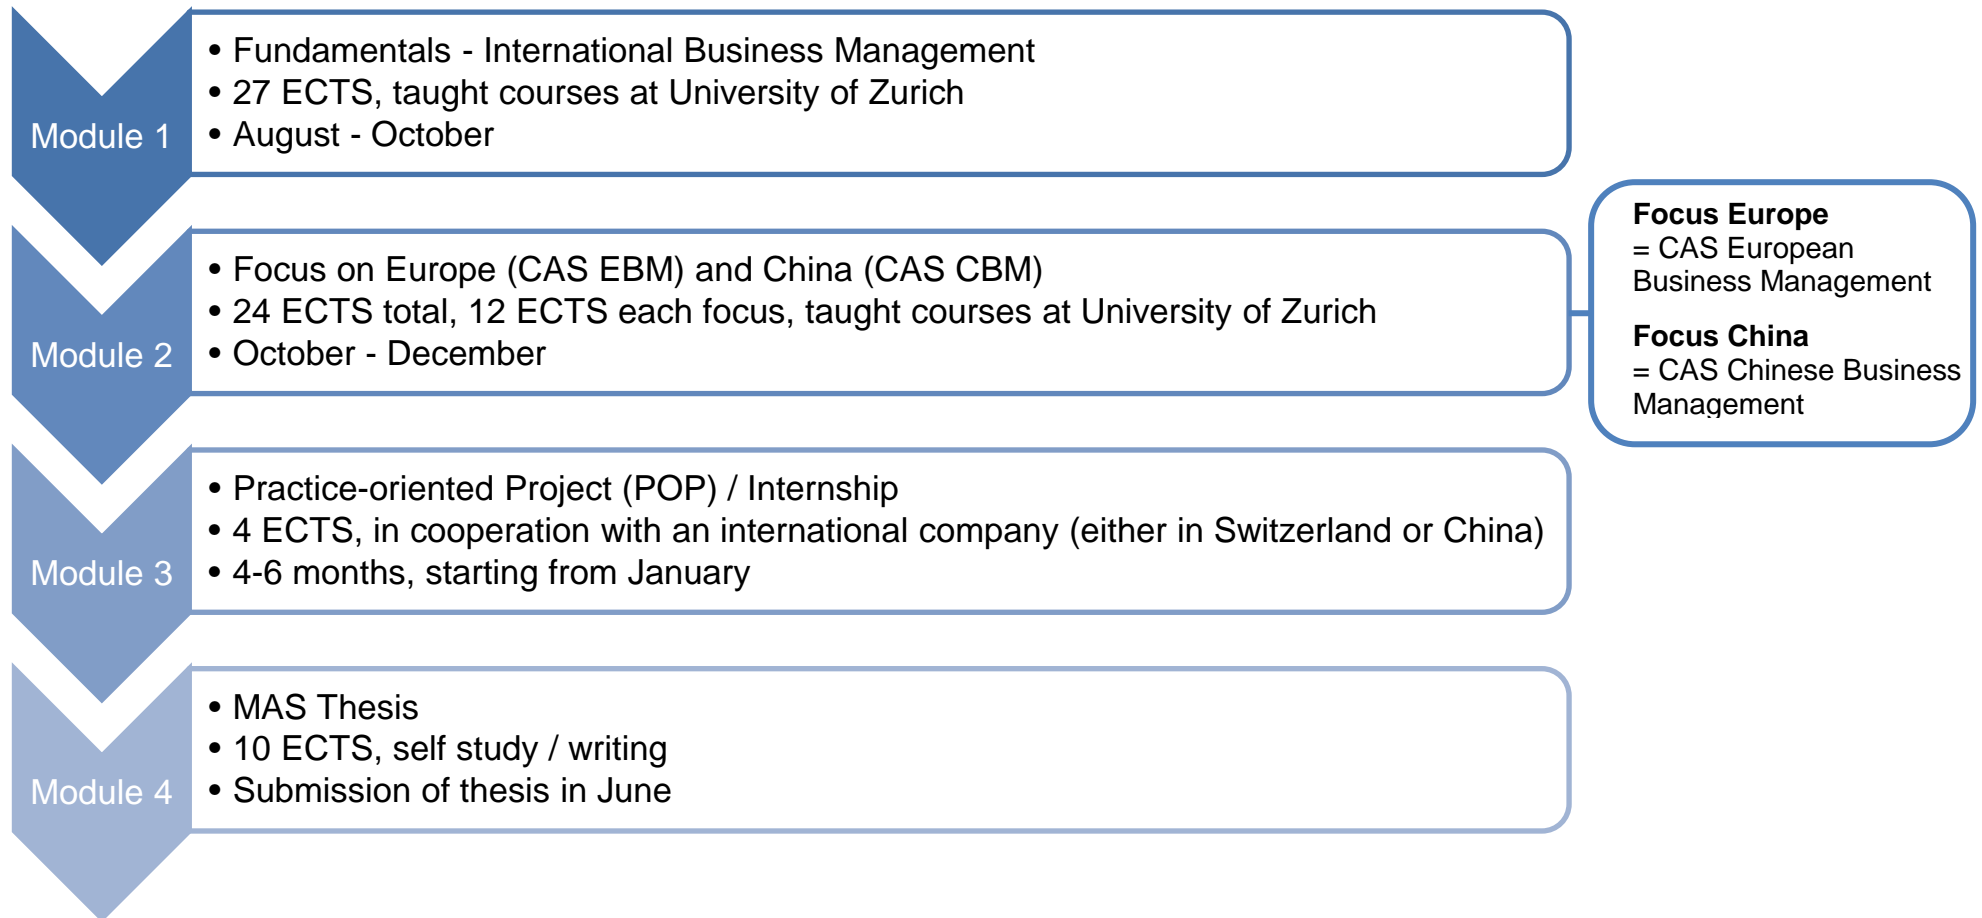 Module 1
• Fundamentals - International Business Management
• 27 ECTS, taught courses at University of Zurich
• August - October
Module 2
• Focus on Europe (CAS EBM) and China (CAS CBM)
• 24 ECTS total, 12 ECTS each focus, taught courses at University of Zurich
• October - December
Focus Europe
= CAS European
Business Management
Focus China
= CAS Chinese Business
Management
Module 3
• Practice-oriented Project (POP) / Internship
• 4 ECTS, in cooperation with an international company (either in Switzerland or China)
• 4-6 months, starting from January
Module 4
• MAS Thesis
• 10 ECTS, self study / writing
• Submission of thesis in June